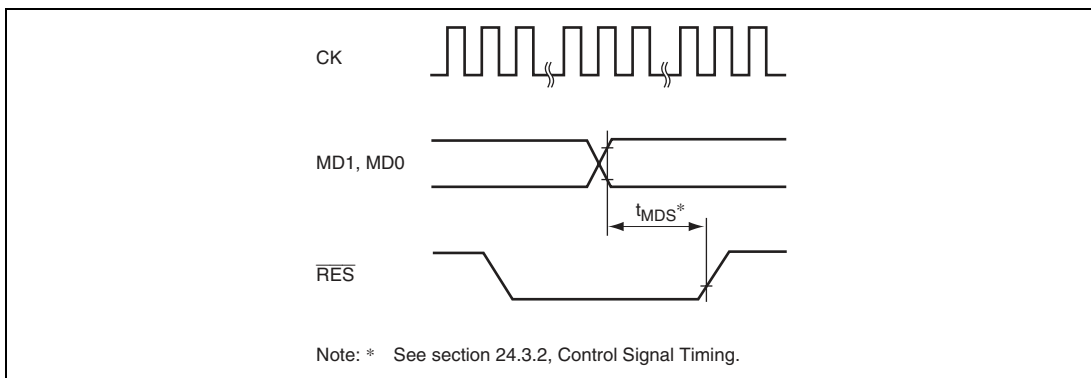 CK
MD1, MD0
tMDS*
RES
Note: * See section 24.3.2, Control Signal Timing.